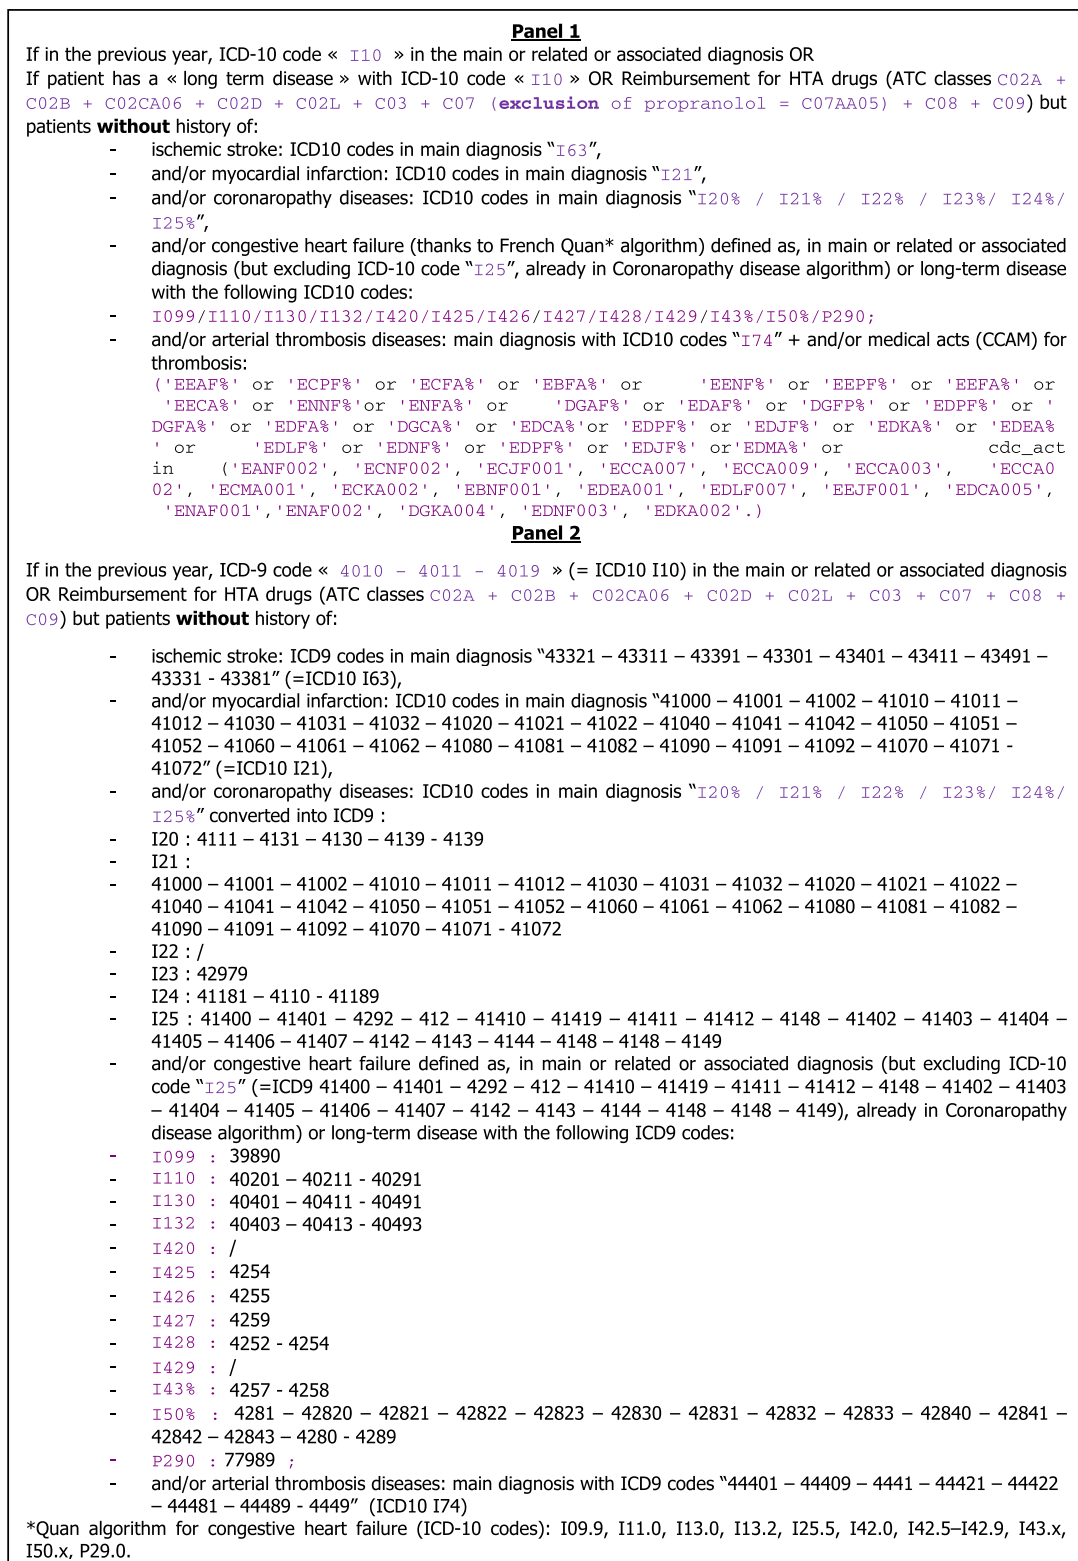 Panel 1
If in the previous year, ICD-10 code « I10 » in the main or related or associated diagnosis OR
If patient has a « long term disease » with ICD-10 code « I10 » OR Reimbursement for HTA drugs (ATC classes C02A +
C02B + C02CA06 + C02D + C02L + C03 + C07 (exclusion of propranolol = C07AA05) + C08 + C09) but
patients without history of:
- ischemic stroke: ICD10 codes in main diagnosis “I63”,
- and/or myocardial infarction: ICD10 codes in main diagnosis “I21”,
- and/or coronaropathy diseases: ICD10 codes in main diagnosis “I20% / I21% / I22% / I23%/ I24%/
I25%”,
- and/or congestive heart failure (thanks to French Quan* algorithm) defined as, in main or related or associated
diagnosis (but excluding ICD-10 code “I25”, already in Coronaropathy disease algorithm) or long-term disease
with the following ICD10 codes:
- I099/I110/I130/I132/I420/I425/I426/I427/I428/I429/I43%/I50%/P290;
- and/or arterial thrombosis diseases: main diagnosis with ICD10 codes “I74” + and/or medical acts (CCAM) for
thrombosis:
('EEAF%' or 'ECPF%' or 'ECFA%' or 'EBFA%' or 'EENF%' or 'EEPF%' or 'EEFA%' or
'EECA%' or 'ENNF%'or 'ENFA%' or 'DGAF%' or 'EDAF%' or 'DGFP%' or 'EDPF%' or '
DGFA%' or 'EDFA%' or 'DGCA%' or 'EDCA%'or 'EDPF%' or 'EDJF%' or 'EDKA%' or 'EDEA%
' or 'EDLF%' or 'EDNF%' or 'EDPF%' or 'EDJF%' or'EDMA%' or cdc_act
in ('EANF002', 'ECNF002', 'ECJF001', 'ECCA007', 'ECCA009', 'ECCA003', 'ECCA0
02', 'ECMA001', 'ECKA002', 'EBNF001', 'EDEA001', 'EDLF007', 'EEJF001', 'EDCA005',
'ENAF001','ENAF002', 'DGKA004', 'EDNF003', 'EDKA002'.)
Panel 2
If in the previous year, ICD-9 code « 4010 – 4011 – 4019 » (= ICD10 I10) in the main or related or associated diagnosis
OR Reimbursement for HTA drugs (ATC classes C02A + C02B + C02CA06 + C02D + C02L + C03 + C07 + C08 +
C09) but patients without history of:
- ischemic stroke: ICD9 codes in main diagnosis “43321 – 43311 – 43391 – 43301 – 43401 – 43411 – 43491 –
43331 - 43381” (=ICD10 I63),
- and/or myocardial infarction: ICD10 codes in main diagnosis “41000 – 41001 – 41002 – 41010 – 41011 –
41012 – 41030 – 41031 – 41032 – 41020 – 41021 – 41022 – 41040 – 41041 – 41042 – 41050 – 41051 –
41052 – 41060 – 41061 – 41062 – 41080 – 41081 – 41082 – 41090 – 41091 – 41092 – 41070 – 41071 -
41072” (=ICD10 I21),
- and/or coronaropathy diseases: ICD10 codes in main diagnosis “I20% / I21% / I22% / I23%/ I24%/
I25%” converted into ICD9 :
- I20 : 4111 – 4131 – 4130 – 4139 - 4139
- I21 :
- 41000 – 41001 – 41002 – 41010 – 41011 – 41012 – 41030 – 41031 – 41032 – 41020 – 41021 – 41022 –
41040 – 41041 – 41042 – 41050 – 41051 – 41052 – 41060 – 41061 – 41062 – 41080 – 41081 – 41082 –
41090 – 41091 – 41092 – 41070 – 41071 - 41072
- I22 : /
- I23 : 42979
- I24 : 41181 – 4110 - 41189
- I25 : 41400 – 41401 – 4292 – 412 – 41410 – 41419 – 41411 – 41412 – 4148 – 41402 – 41403 – 41404 –
41405 – 41406 – 41407 – 4142 – 4143 – 4144 – 4148 – 4148 – 4149
- and/or congestive heart failure defined as, in main or related or associated diagnosis (but excluding ICD-10
code “I25” (=ICD9 41400 – 41401 – 4292 – 412 – 41410 – 41419 – 41411 – 41412 – 4148 – 41402 – 41403
– 41404 – 41405 – 41406 – 41407 – 4142 – 4143 – 4144 – 4148 – 4148 – 4149), already in Coronaropathy
disease algorithm) or long-term disease with the following ICD9 codes:
- I099 : 39890
- I110 : 40201 – 40211 - 40291
- I130 : 40401 – 40411 - 40491
- I132 : 40403 – 40413 - 40493
- I420 : /
- I425 : 4254
- I426 : 4255
- I427 : 4259
- I428 : 4252 - 4254
- I429 : /
- I43% : 4257 - 4258
- I50% : 4281 – 42820 – 42821 – 42822 – 42823 – 42830 – 42831 – 42832 – 42833 – 42840 – 42841 –
42842 – 42843 – 4280 - 4289
- P290 : 77989 ;
- and/or arterial thrombosis diseases: main diagnosis with ICD9 codes “44401 – 44409 – 4441 – 44421 – 44422
– 44481 – 44489 - 4449” (ICD10 I74)
*Quan algorithm for congestive heart failure (ICD-10 codes): I09.9, I11.0, I13.0, I13.2, I25.5, I42.0, I42.5–I42.9, I43.x,
I50.x, P29.0.